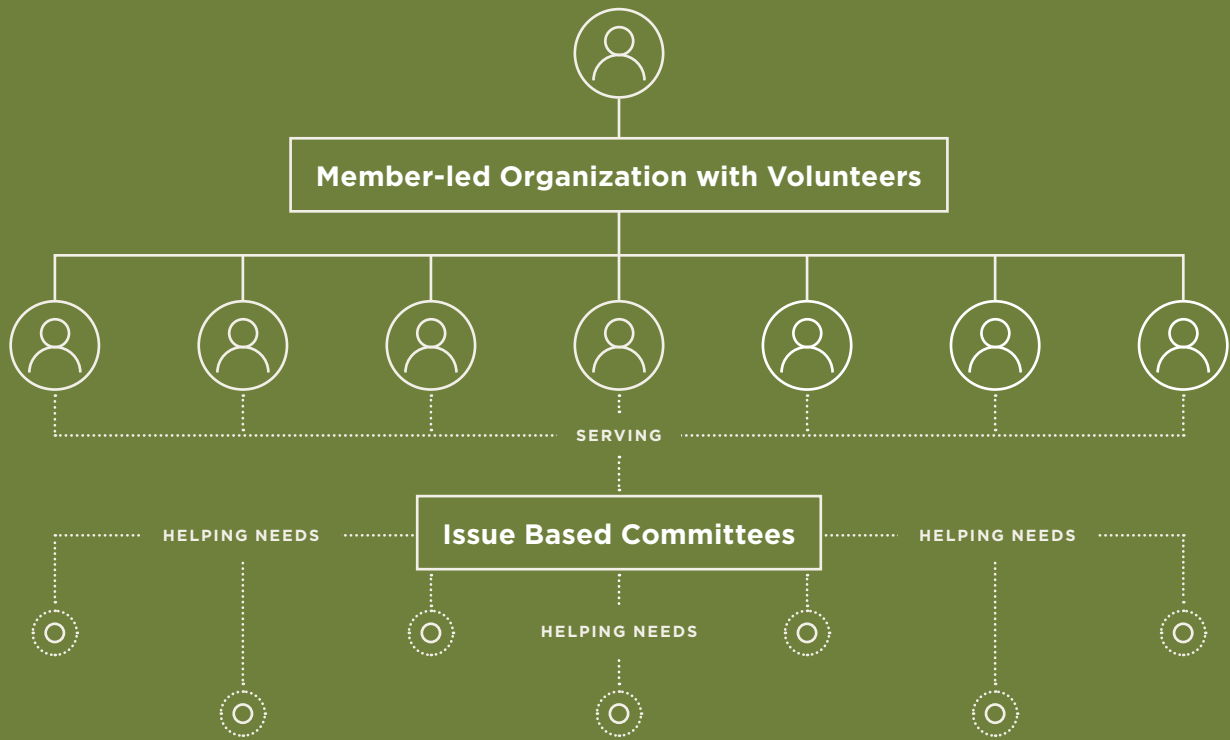 Member-led Organization with Volunteers
SERVING
Issue Based Committees
HELPING NEEDS
HELPING NEEDS
HELPING NEEDS